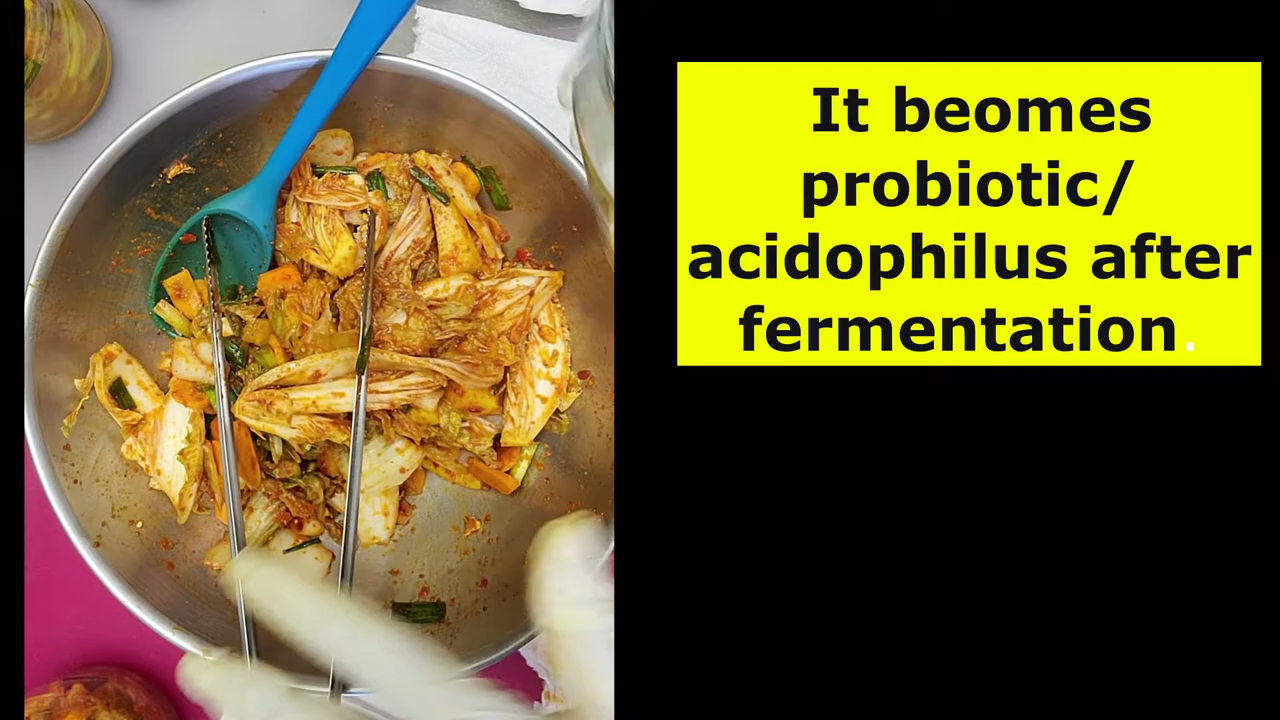 It beomes
probiotic/
acidophilus after
fermentation.